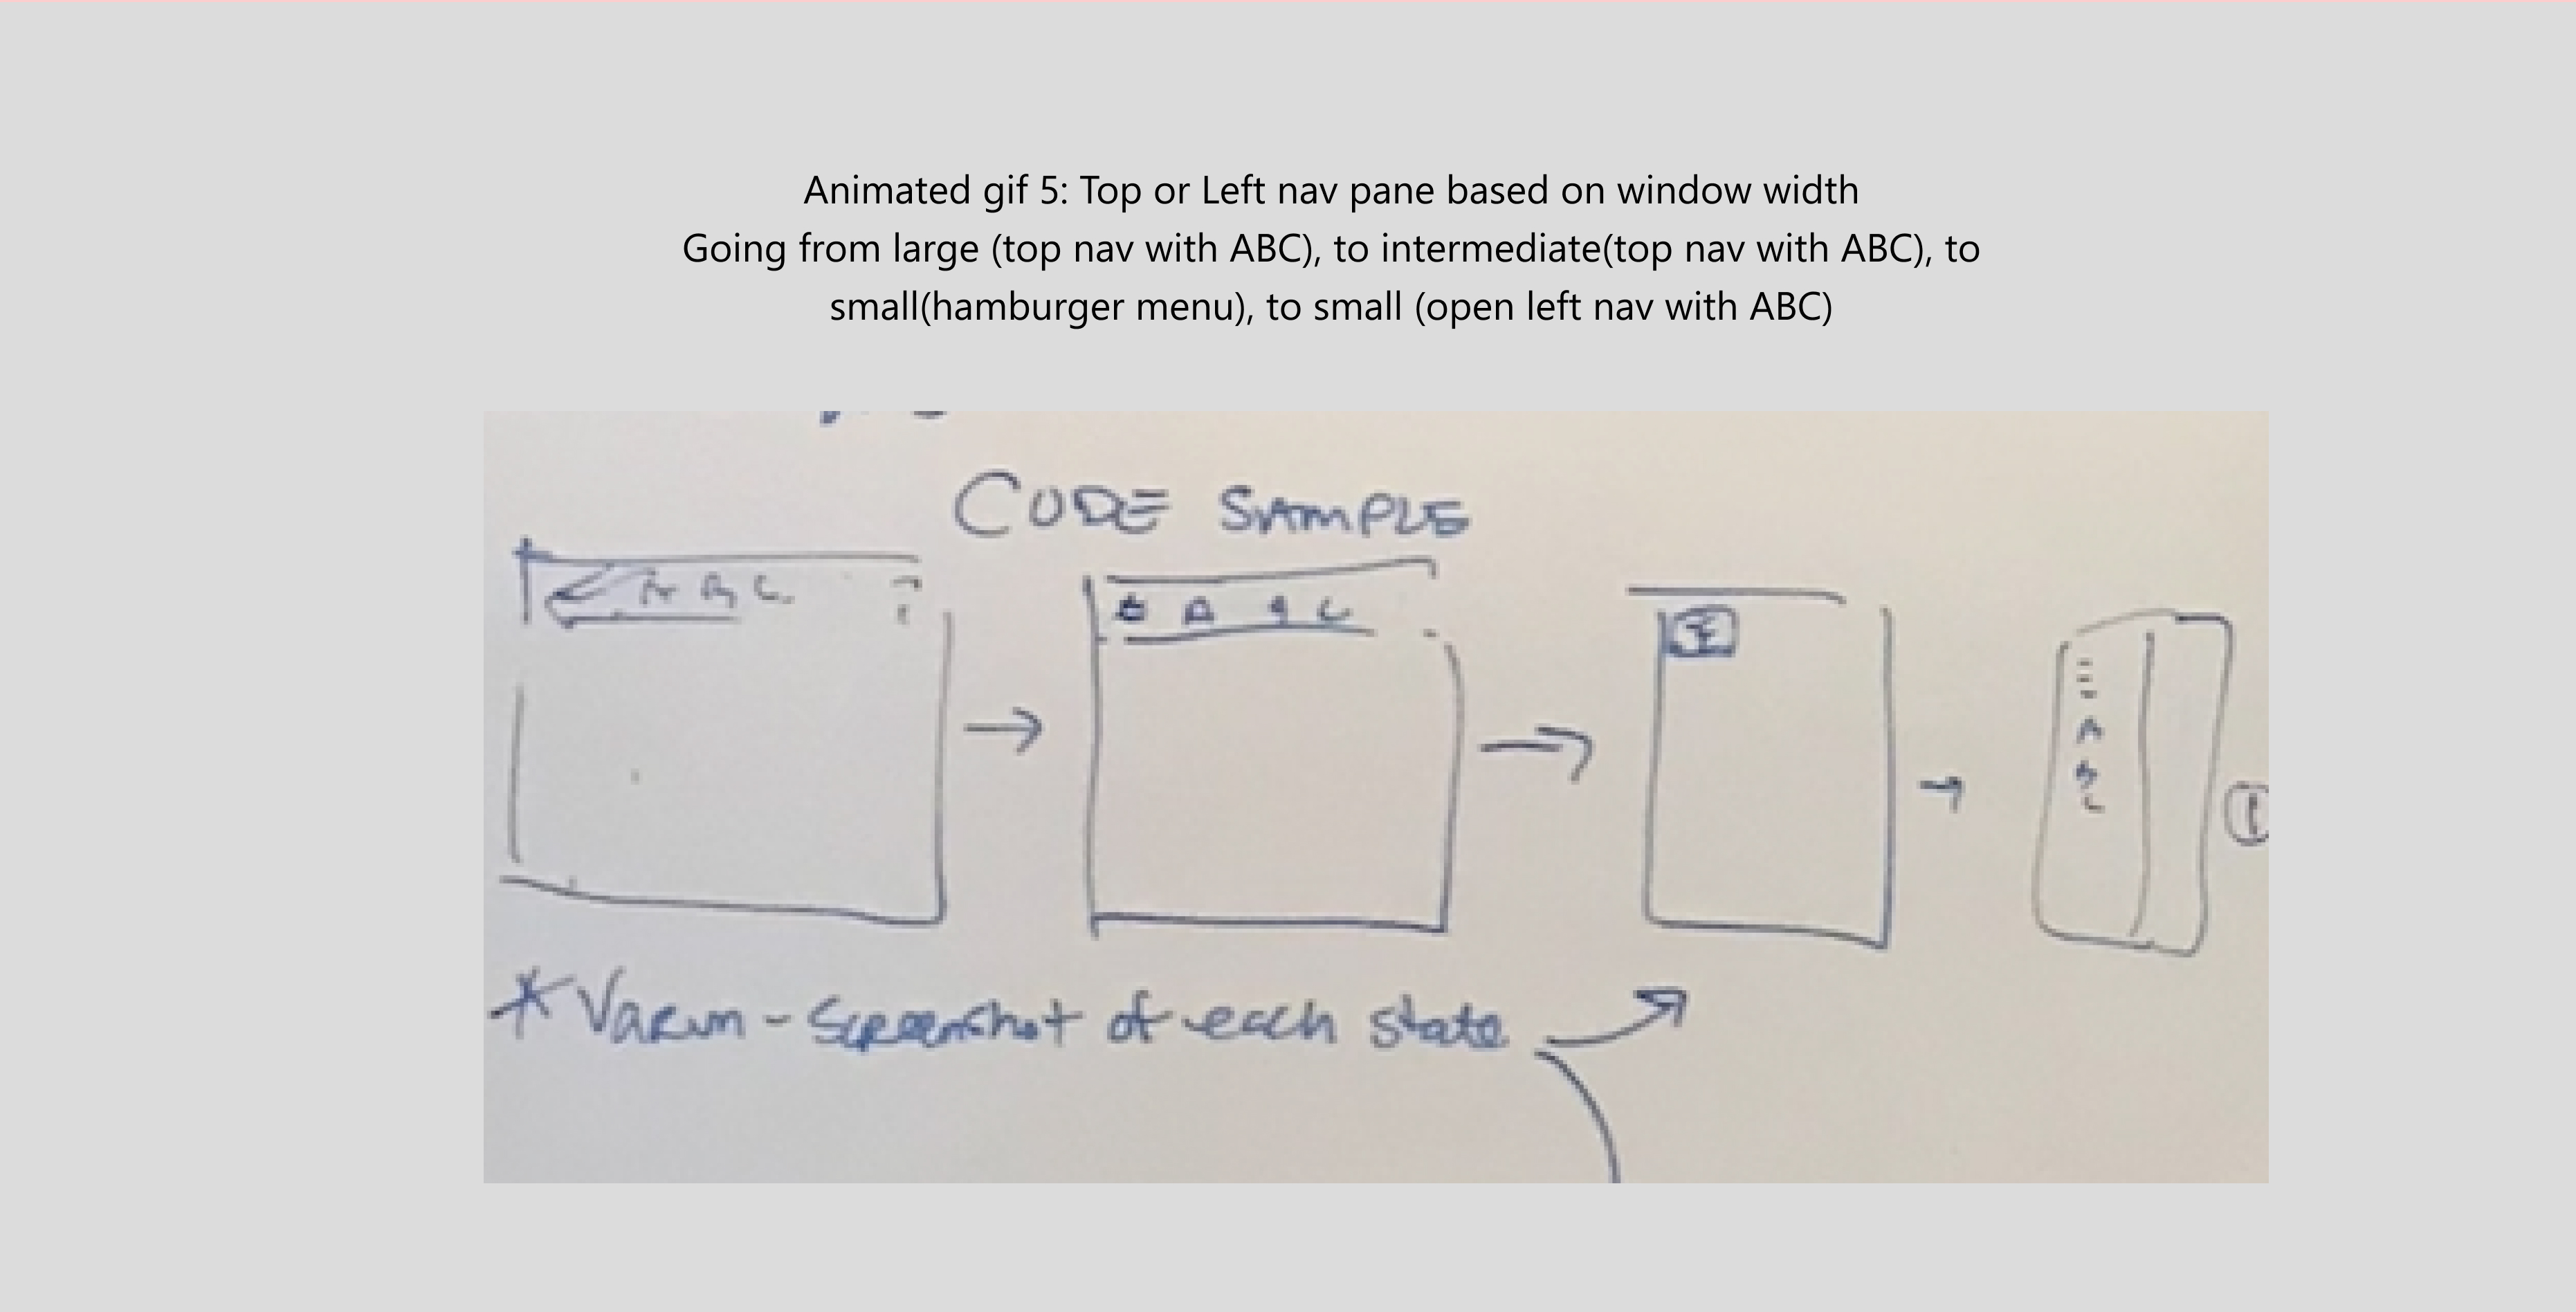 Animated gif 5: Top or Left nav pane based on window width
Going from large (top nav with ABC), to intermediate(top nav with ABC), to
small(hamburger menu), to small (open left nav with ABC)
CODE SAMPLE
A B C
A B C
A
B
C
* Varun - Screenshot of each state